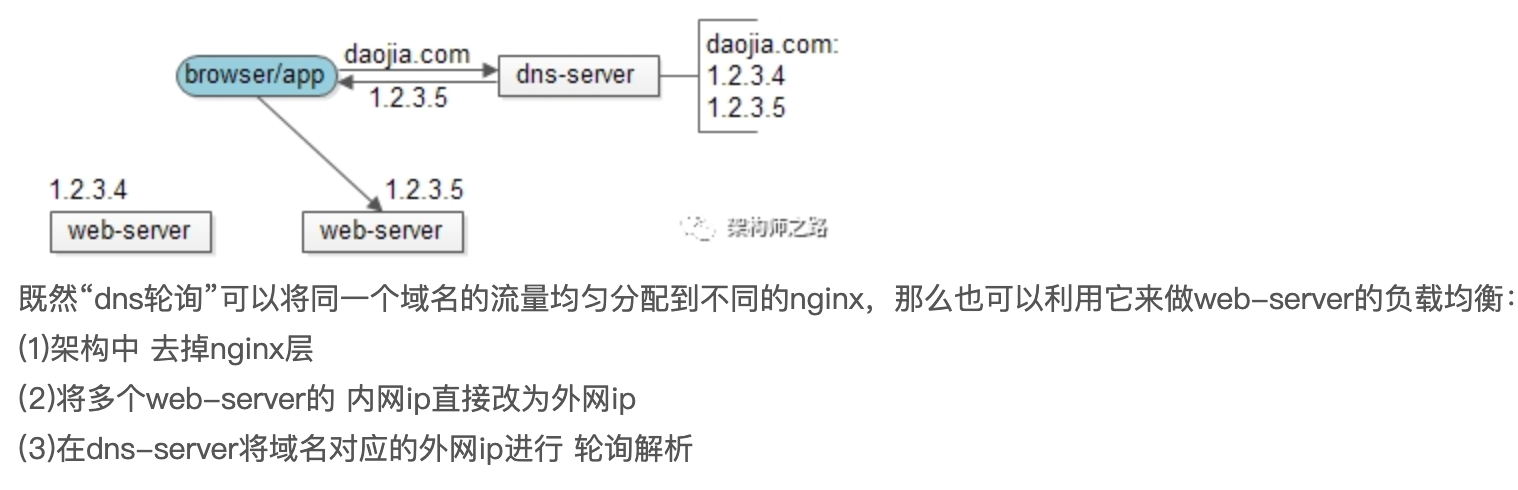 daojia.com
browser/app
dns-server
1.2.3.5
daojia.com:
1.2.3.4
1.2.3.5
1.2.3.4
1.2.3.5
web-server
web-server
架构师之路
既然“dns轮询”可以将同一个域名的流量均匀分配到不同的nginx，那么也可以利用它来做web-server的负载均衡：
(1)架构中 去掉nginx层
(2)将多个web-server的 内网ip直接改为外网ip
(3)在dns-server将域名对应的外网ip进行 轮询解析